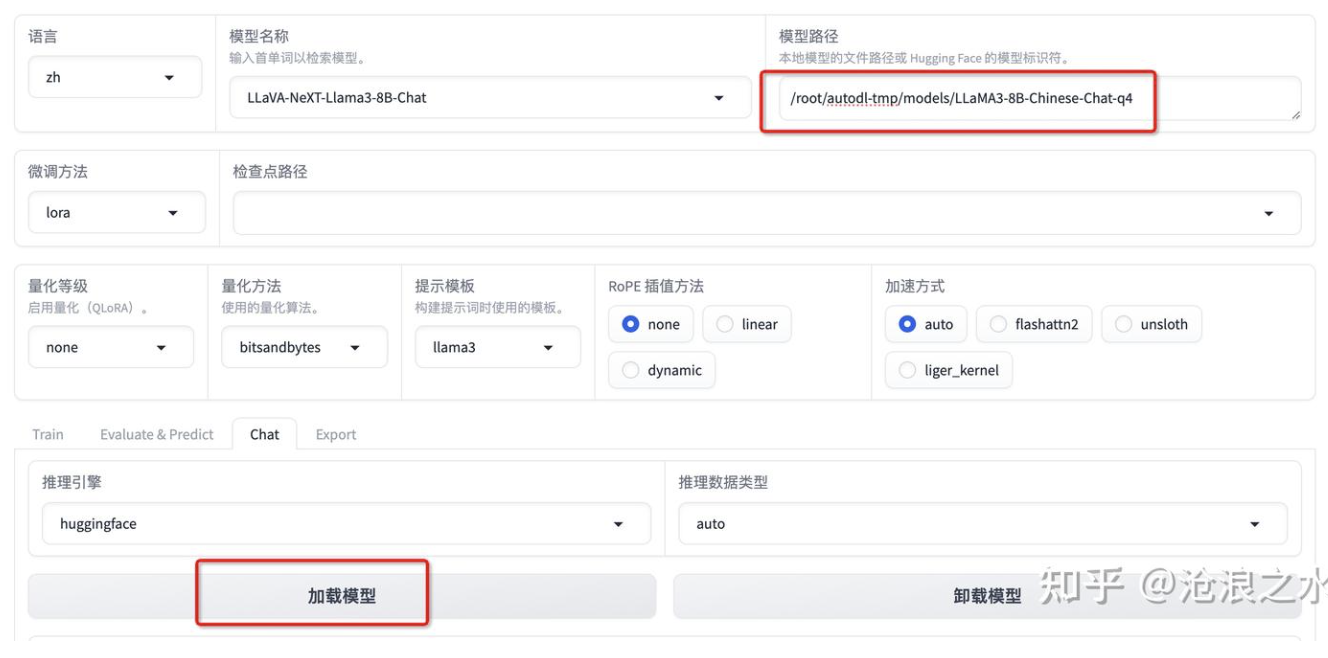 语言
模型名称
模型路径
输入首单词以检索模型。
本地模型的文件路径或 Hugging Face 的模型标识符。
zh
LLaVA-NeXT-Llama3-8B-Chat
/root/autodl-tmp/models/LLaMA3-8B-Chinese-Chat-q4
微调方法
检查点路径
lora
量化等级
量化方法
提示模板
RoPE 插值方法
加速方式
启用量化（QLoRA）。
使用的量化算法。
构建提示词时使用的模板。
none
linear
auto
flashattn2
unsloth
none
bitsandbytes
llama3
dynamic
liger_kernel
Train
Evaluate & Predict
Chat
Export
推理引擎
推理数据类型
huggingface
auto
加载模型
卸载模型
知乎 @沧浪之水